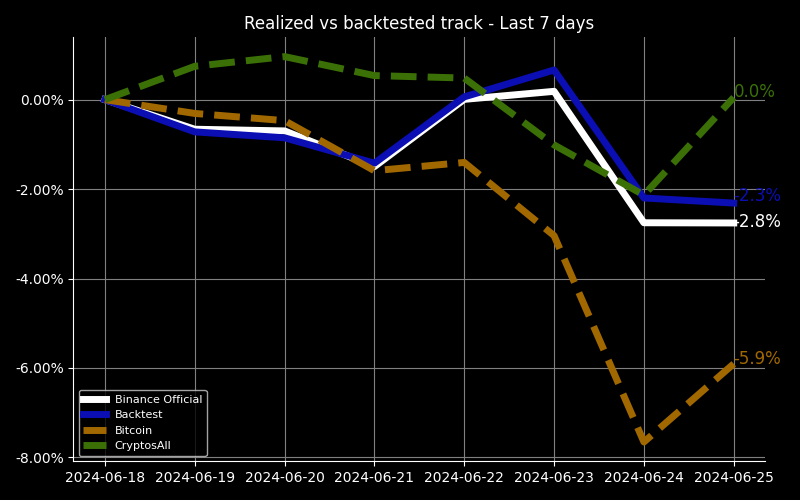 Realized vs backtested track - Last 7 days
0.00%
-2.00%
-4.00%
-6.00%
-8.00%
0.0%
-2.3%
-2.8%
-5.9%
Binance Official
Backtest
Bitcoin
CryptosAll
2024-06-18 2024-06-19 2024-06-20 2024-06-21 2024-06-22 2024-06-23 2024-06-24 2024-06-25